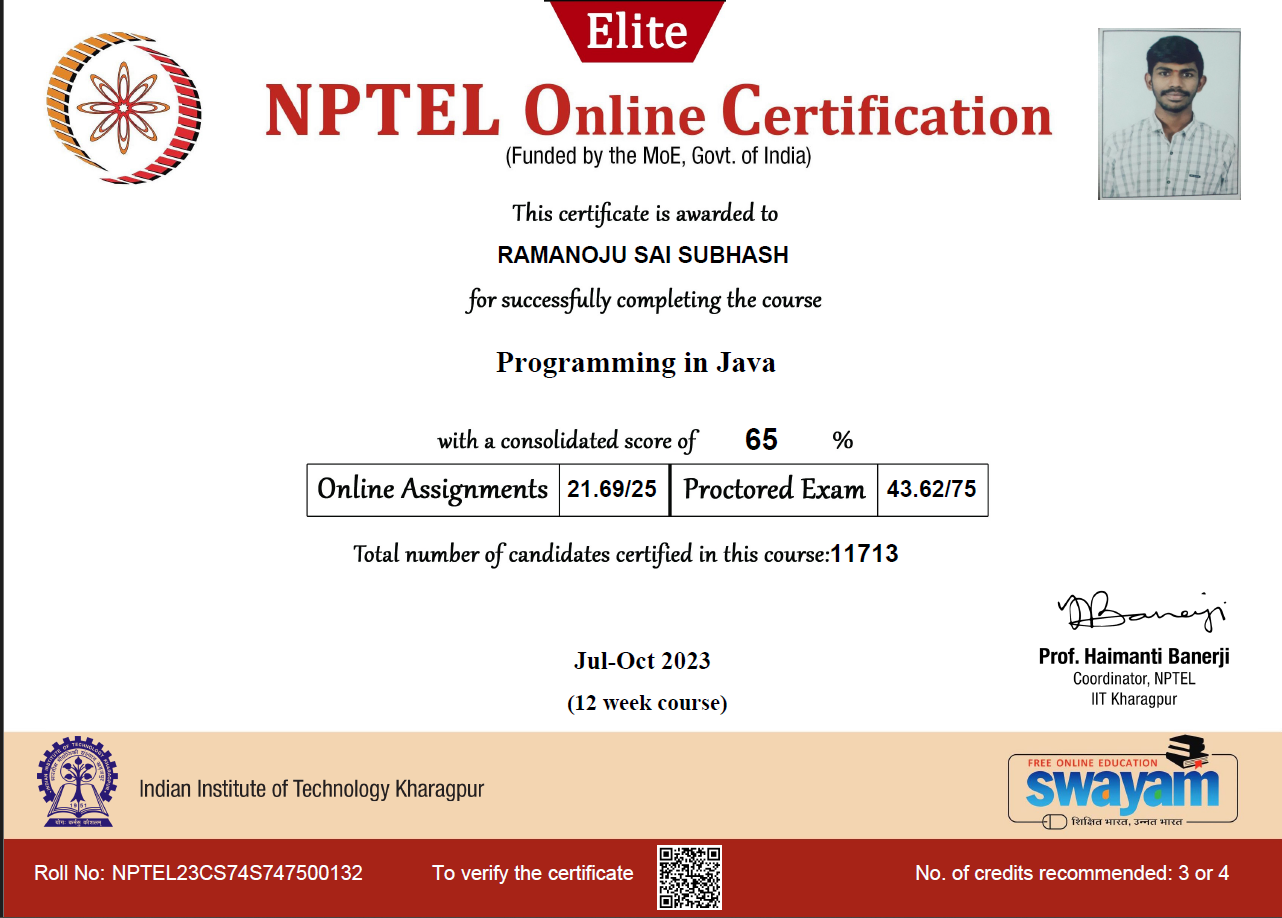 Elite
NPTEL Online Certification
(Funded by the MoE, Govt. of India)
This certificate is awarded to
RAMANOJU SAI SUBHASH
for successfully completing the course
Programming in Java
with a consolidated score of 65 %
Online Assignments 21.69/25 Proctored Exam 43.62/75
Total number of candidates certified in this course:11713
Jul-Oct 2023
(12 week course)
Prof. Haimanti Banerji
Coordinator, NPTEL
IIT Kharagpur
Indian Institute of Technology Kharagpur
FREE ONLINE EDUCATION
swayam
शिक्षित भारत, उन्नत भारत
Roll No: NPTEL23CS74S747500132
To verify the certificate
No. of credits recommended: 3 or 4